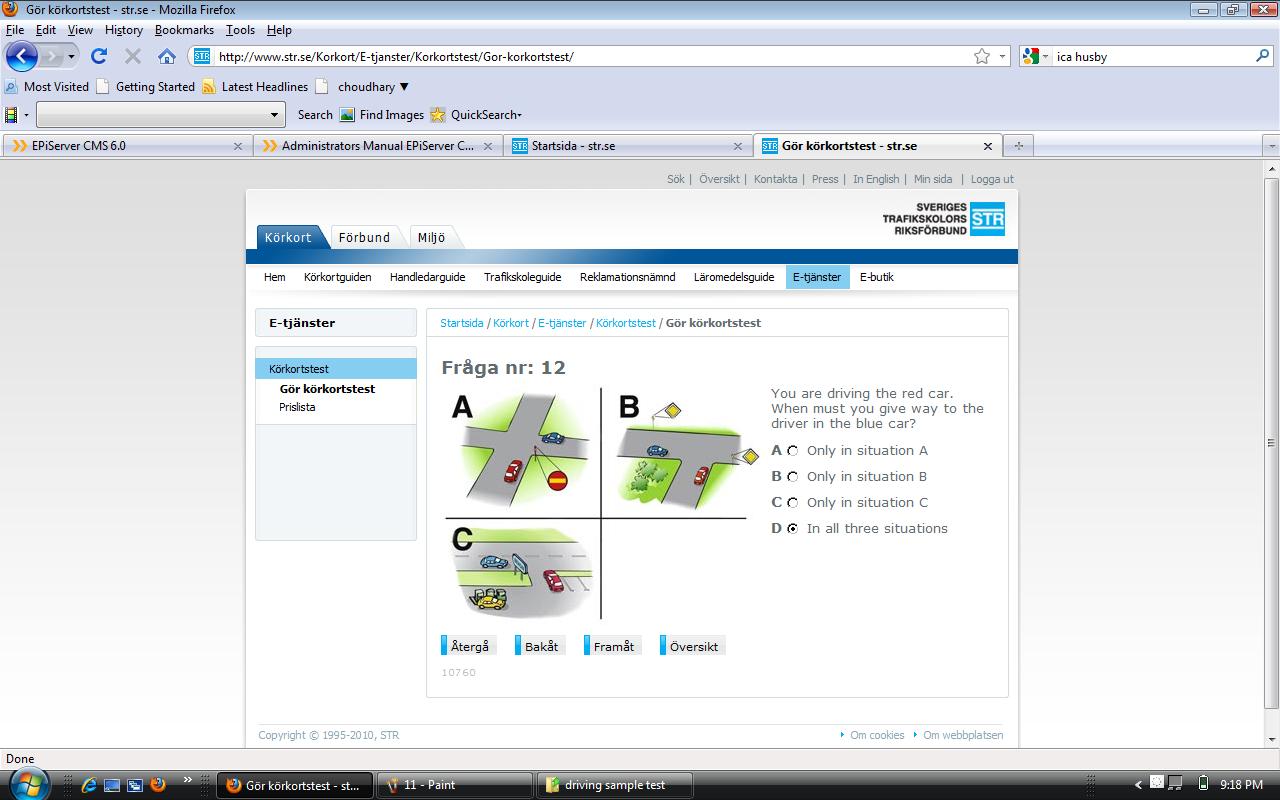 Gör körkortstest - str.se - Mozilla Firefox
File Edit View History Bookmarks Tools Help
STR http://www.str.se/Korkort/E-tjanster/Korkortstest/Gor-korkortstest/ ica husby
Most Visited Getting Started Latest Headlines choudhary ▼
Search Find Images QuickSearch
EPiServer CMS 6.0 Administrators Manual EPiServer C... STR Startsida - str.se STR Gör körkortstest - str.se
Sök | Översikt | Kontakta | Press | In English | Min sida | Logga ut
SVERIGES
TRAFIKSKOLORS STR
RIKSFÖRBUND
Körkort Förbund Miljö
Hem Körkortguiden Handledarguide Trafikskoleguide Reklamationsnämnd Läromedelsguide E-tjänster E-butik
E-tjänster
Körkortstest
Gör körkortstest
Prislista
Startsida / Körkort / E-tjänster / Körkortstest / Gör körkortstest
Fråga nr: 12
A
B
C
You are driving the red car.
When must you give way to the
driver in the blue car?
A Only in situation A
B Only in situation B
C Only in situation C
D In all three situations
Återgå Bakåt Framåt Översikt
10760
Copyright © 1995-2010, STR Om cookies Om webbplatsen
Done
Gör körkortstest - st... 11 - Paint driving sample test 9:18 PM